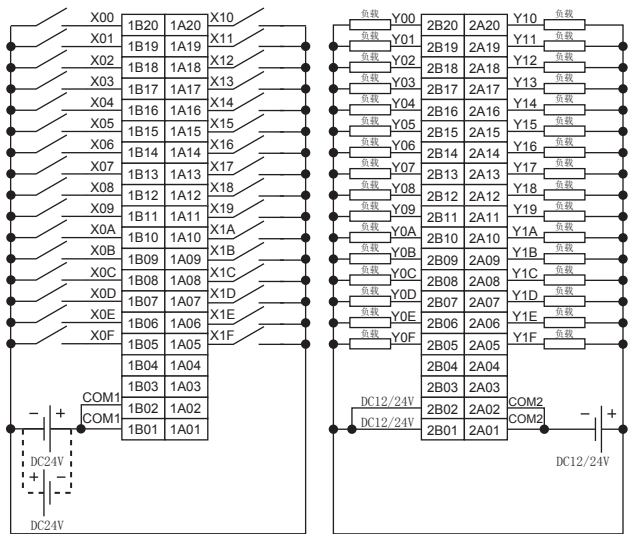 X00 1B20 1A20 X10 负载 Y00 2B20 2A20 Y10 负载
X01 1B19 1A19 X11 负载 Y01 2B19 2A19 Y11 负载
X02 1B18 1A18 X12 负载 Y02 2B18 2A18 Y12 负载
X03 1B17 1A17 X13 负载 Y03 2B17 2A17 Y13 负载
X04 1B16 1A16 X14 负载 Y04 2B16 2A16 Y14 负载
X05 1B15 1A15 X15 负载 Y05 2B15 2A15 Y15 负载
X06 1B14 1A14 X16 负载 Y06 2B14 2A14 Y16 负载
X07 1B13 1A13 X17 负载 Y07 2B13 2A13 Y17 负载
X08 1B12 1A12 X18 负载 Y08 2B12 2A12 Y18 负载
X09 1B11 1A11 X19 负载 Y09 2B11 2A11 Y19 负载
X0A 1B10 1A10 X1A 负载 Y0A 2B10 2A10 Y1A 负载
X0B 1B09 1A09 X1B 负载 Y0B 2B09 2A09 Y1B 负载
X0C 1B08 1A08 X1C 负载 Y0C 2B08 2A08 Y1C 负载
X0D 1B07 1A07 X1D 负载 Y0D 2B07 2A07 Y1D 负载
X0E 1B06 1A06 X1E 负载 Y0E 2B06 2A06 Y1E 负载
X0F 1B05 1A05 X1F 负载 Y0F 2B05 2A05 Y1F 负载
1B04 1A04 2B04 2A04
1B03 1A03 2B03 2A03
COM1 1B02 1A02 DC12/24V 2B02 2A02 COM2
− + COM1 1B01 1A01 DC12/24V 2B01 2A01 COM2 − +
DC24V DC12/24V
+ −
DC24V